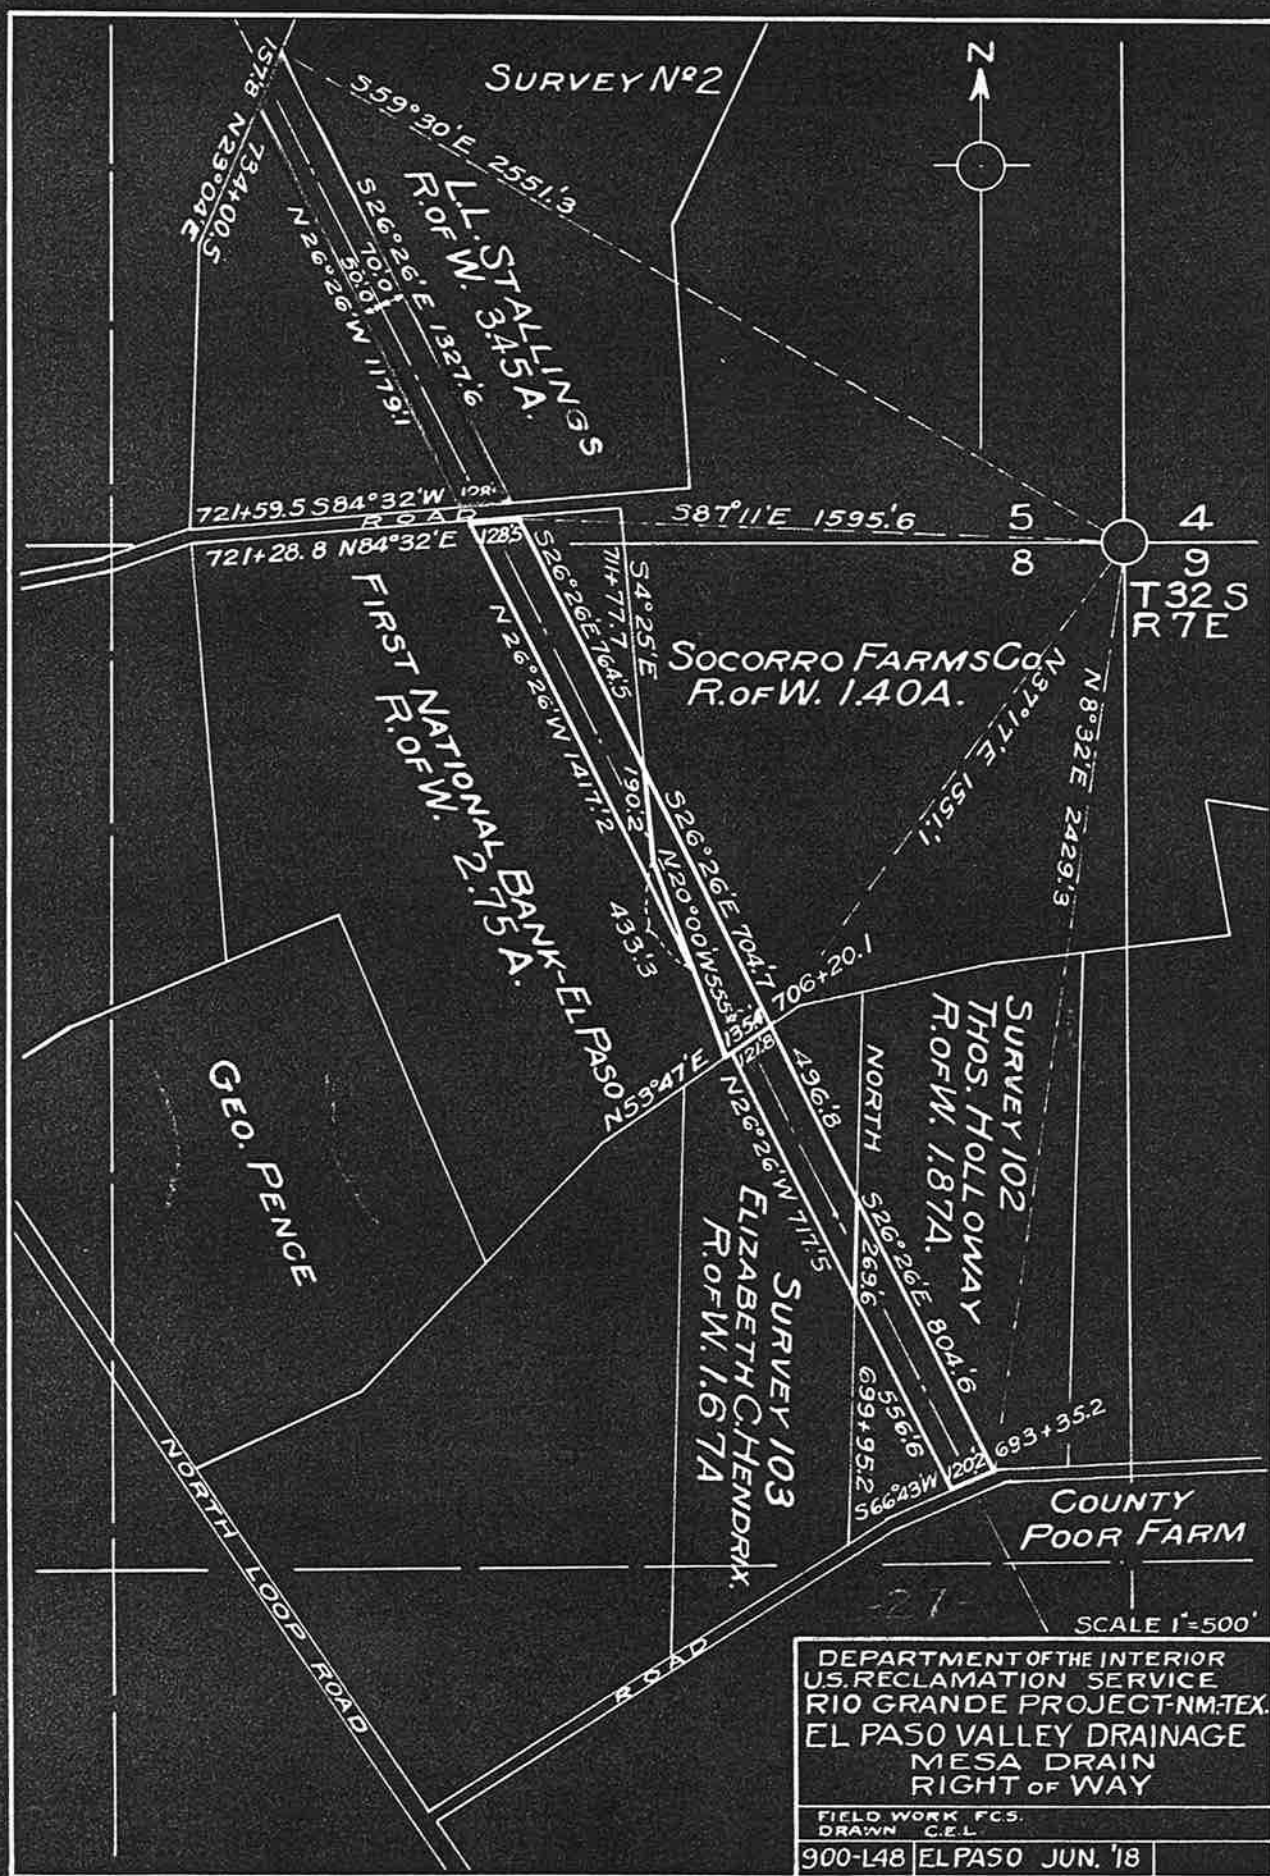 SURVEY Nº2
N
S59°30'E 2551.'3
157.'8 N23°04'E
734+00.5
L.L. STALLINGS
R.OF W. 3.45A.
S26°26'E 1327.'6
70.'0
50.'0
N26°26'W 1179.'1
721+59.5 S84°32'W
ROAD
721+28.8 N84°32'E
128.'5
S87°11'E 1595.'6
5
4
8
9
T32S
R7E
S4°25'E
711+77.7
S26°26'E 764.5
N26°26'W 1417.'2
FIRST NATIONAL BANK-EL PASO
R.OF W. 2.75A.
SOCORRO FARMS Co.
R.OF W. 1.40A.
N37°17'E 1551.'1
N8°32'E 2429.'3
190.'2
S26°26'E 704.'7
N20°00'W 555.'4
433.'3
706+20.1
135.4
121.'8
N53°47'E
496.'8
NORTH
SURVEY 102
THOS. HOLLOWAY
R.OF W. 1.87A.
GEO. PENCE
N26°26'W 717.'5
SURVEY 103
ELIZABETH C. HENDRIX.
R.OF W. 1.67A
S26°26'E 804.'6
269.'6
556.'6
699+95.2
S66°43'W
120.'2
693+35.2
COUNTY
POOR FARM
NORTH LOOP ROAD
ROAD
-27-
SCALE 1"=500'
DEPARTMENT OF THE INTERIOR
U.S. RECLAMATION SERVICE
RIO GRANDE PROJECT-NM.-TEX.
EL PASO VALLEY DRAINAGE
MESA DRAIN
RIGHT OF WAY
FIELD WORK F.C.S.
DRAWN C.E.L.
900-L48 EL PASO JUN. '18